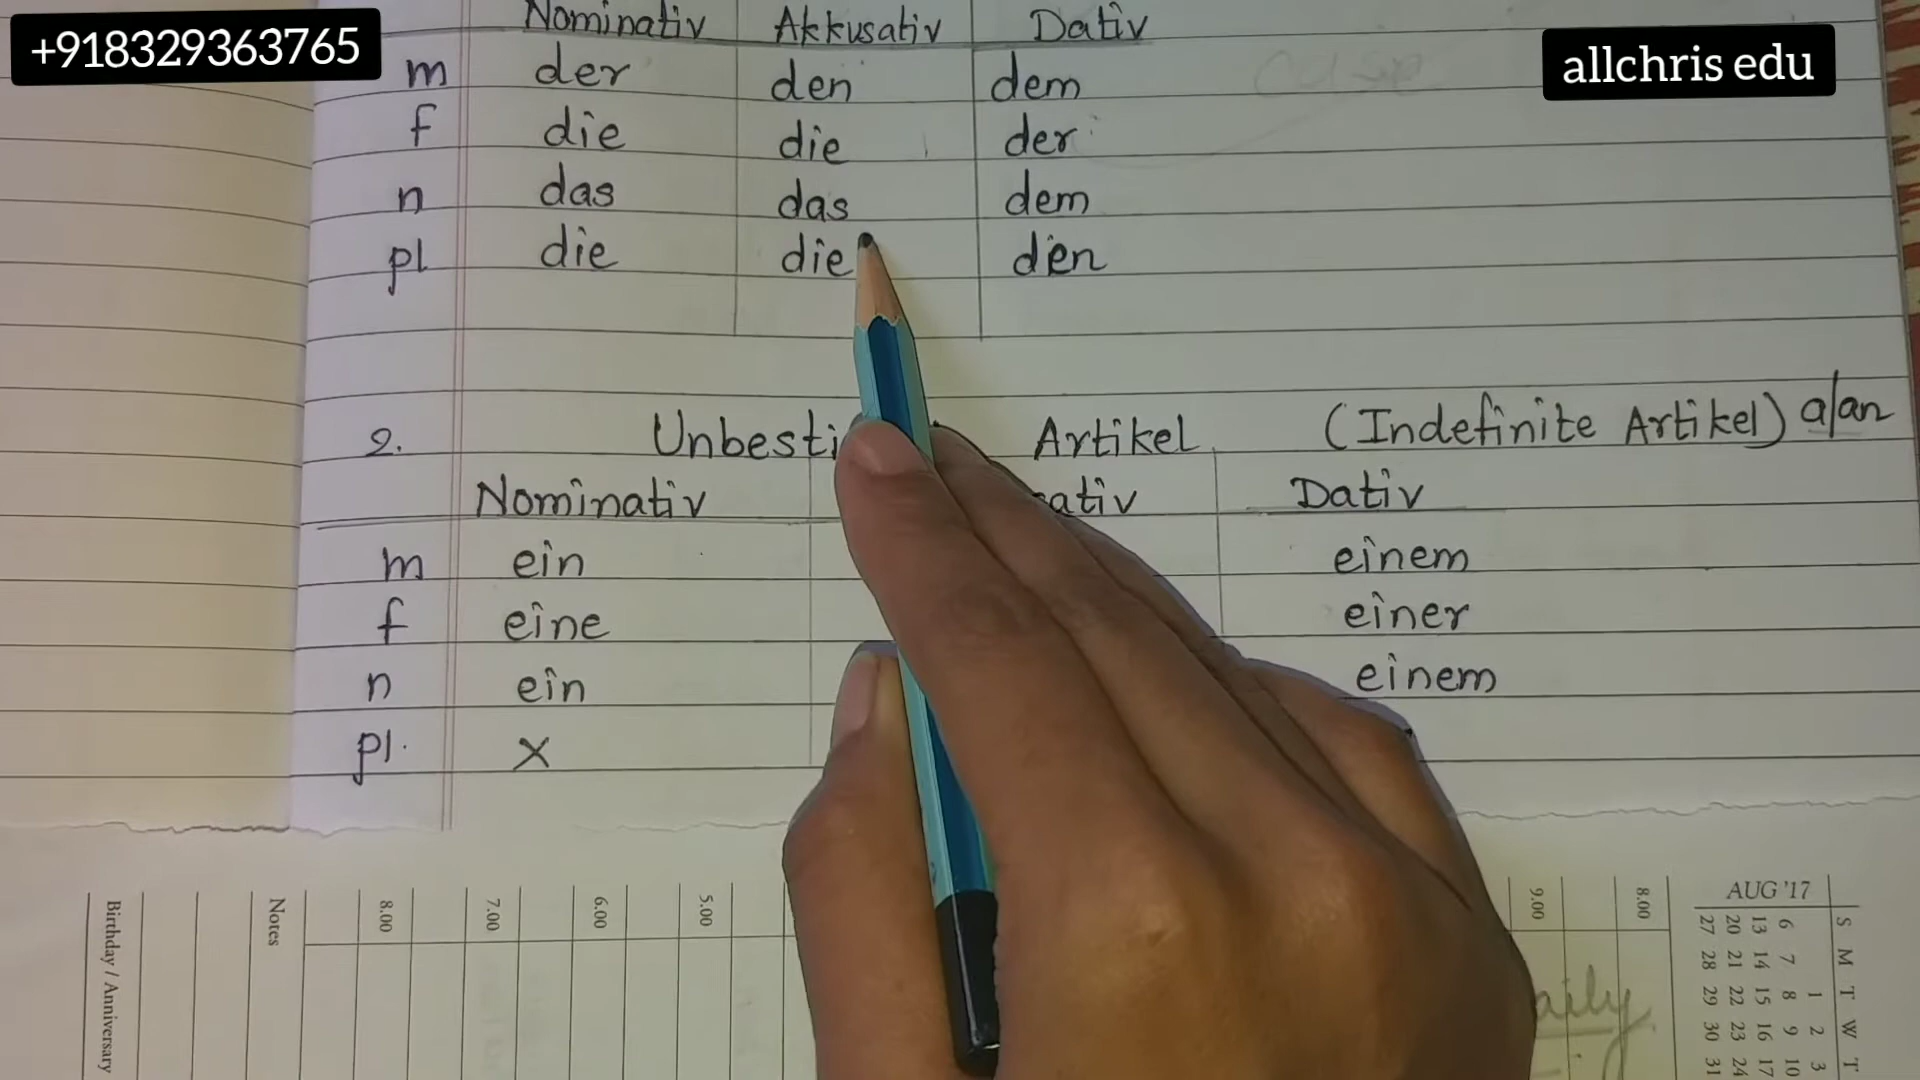 +918329363765
allchris edu
Nominativ Akkusativ Dativ
m der den dem
f die die der
n das das dem
pl die die den
2. Artikel (Indefinite Artikel) a/an
Nominativ Dativ
m ein einem
f eine einer
n ein einem
pl. x
Birthday / Anniversary
Notes
8.00
7.00
6.00
5.00
9.00
8.00
AUG '17
S 6 13 20 27
M 7 14 21 28
T 1 8 15 22 29
W 2 9 16 23 30
T 3 10 17 24 31